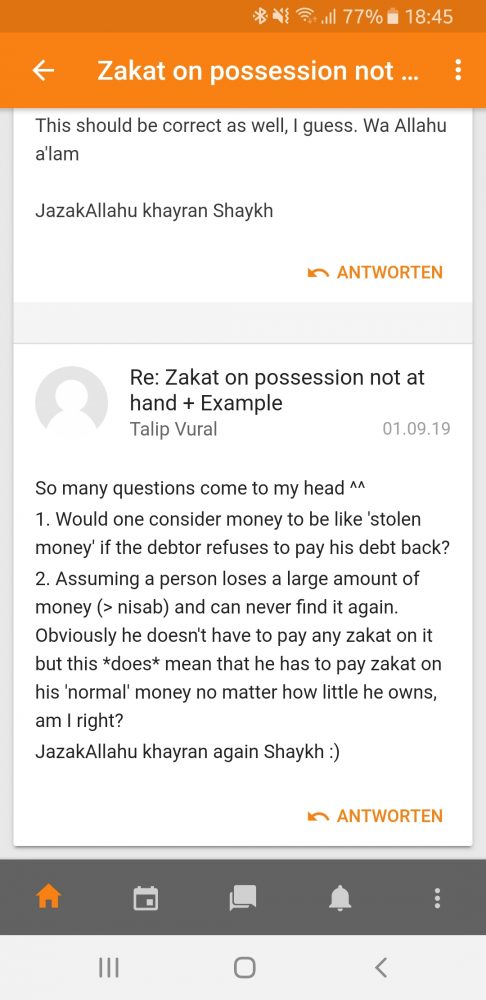 77% 18:45
Zakat on possession not ...
This should be correct as well, I guess. Wa Allahu
a'lam
JazakAllahu khayran Shaykh
ANTWORTEN
Re: Zakat on possession not at
hand + Example
Talip Vural
01.09.19
So many questions come to my head ^^
1. Would one consider money to be like 'stolen
money' if the debtor refuses to pay his debt back?
2. Assuming a person loses a large amount of
money (> nisab) and can never find it again.
Obviously he doesn't have to pay any zakat on it
but this *does* mean that he has to pay zakat on
his 'normal' money no matter how little he owns,
am I right?
JazakAllahu khayran again Shaykh :)
ANTWORTEN